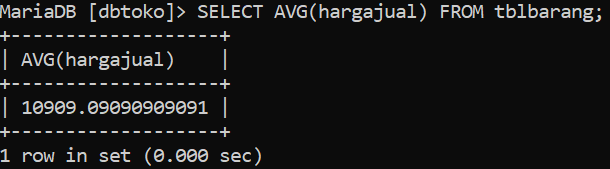 MariaDB [dbtoko]> SELECT AVG(hargajual) FROM tblbarang;
+-------------------+
| AVG(hargajual)    |
+-------------------+
| 10909.09090909091 |
+-------------------+
1 row in set (0.000 sec)